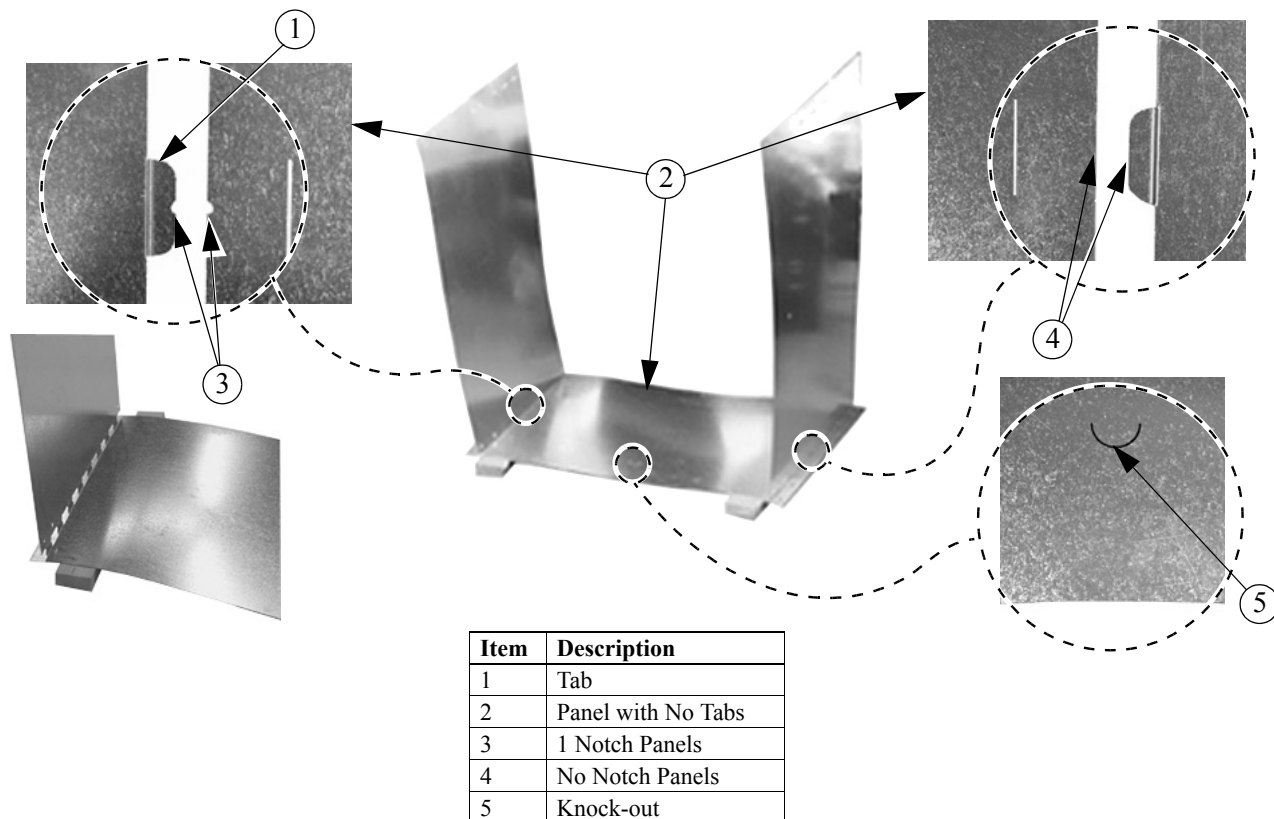 1
2
3
4
5
Item Description
1 Tab
2 Panel with No Tabs
3 1 Notch Panels
4 No Notch Panels
5 Knock-out